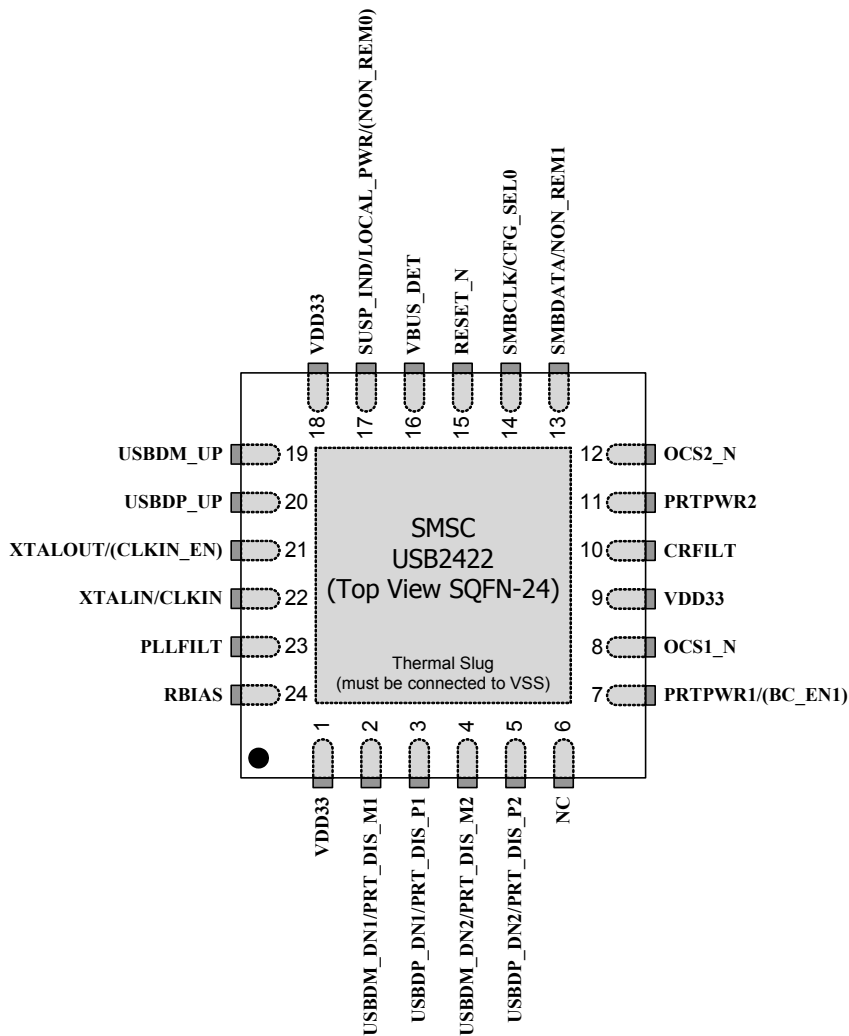 SUSP_IND/LOCAL_PWR/(NON_REM0)
SMBDATA/NON_REM1
SMBCLK/CFG_SEL0
VBUS_DET
RESET_N
VDD33
18
17
16
15
14
13
USBDM_UP
19
USBDP_UP
20
XTALOUT/(CLKIN_EN)
21
XTALIN/CLKIN
22
PLLFILT
23
RBIAS
24
SMSC
USB2422
(Top View SQFN-24)
Thermal Slug
(must be connected to VSS)
12
OCS2_N
11
PRTPWR2
10
CRFILT
9
VDD33
8
OCS1_N
7
PRTPWR1/(BC_EN1)
1
2
3
4
5
6
VDD33
USBDM_DN1/PRT_DIS_M1
USBDP_DN1/PRT_DIS_P1
USBDM_DN2/PRT_DIS_M2
USBDP_DN2/PRT_DIS_P2
NC